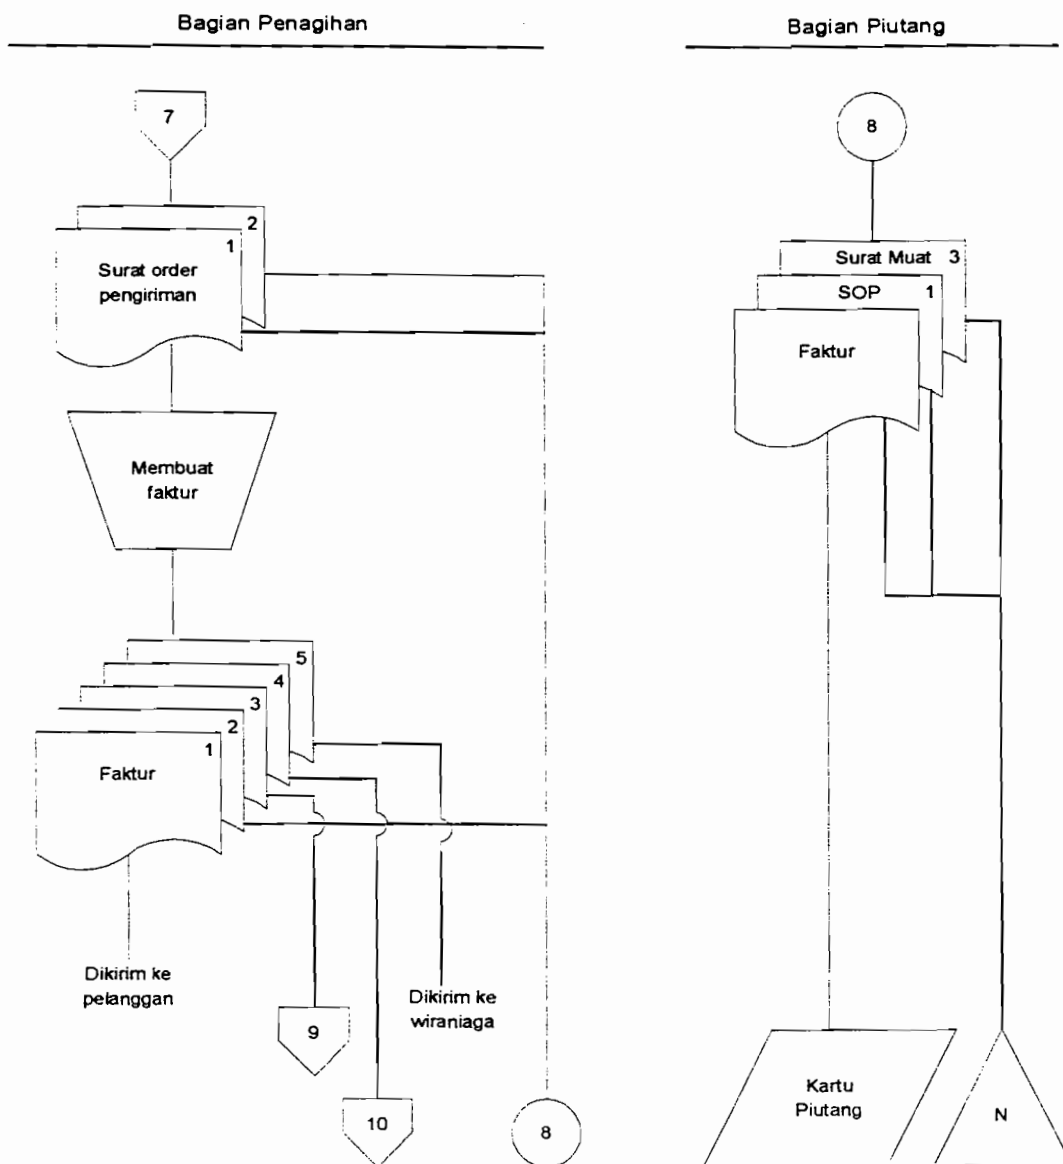 Bagian Penagihan
7
2
1
Surat order
pengiriman
Membuat
faktur
5
4
3
2
1
Faktur
Dikirim ke
pelanggan
Dikirim ke
wiraniaga
9
10
8
Bagian Piutang
8
Surat Muat 3
SOP 1
Faktur
Kartu
Piutang
N